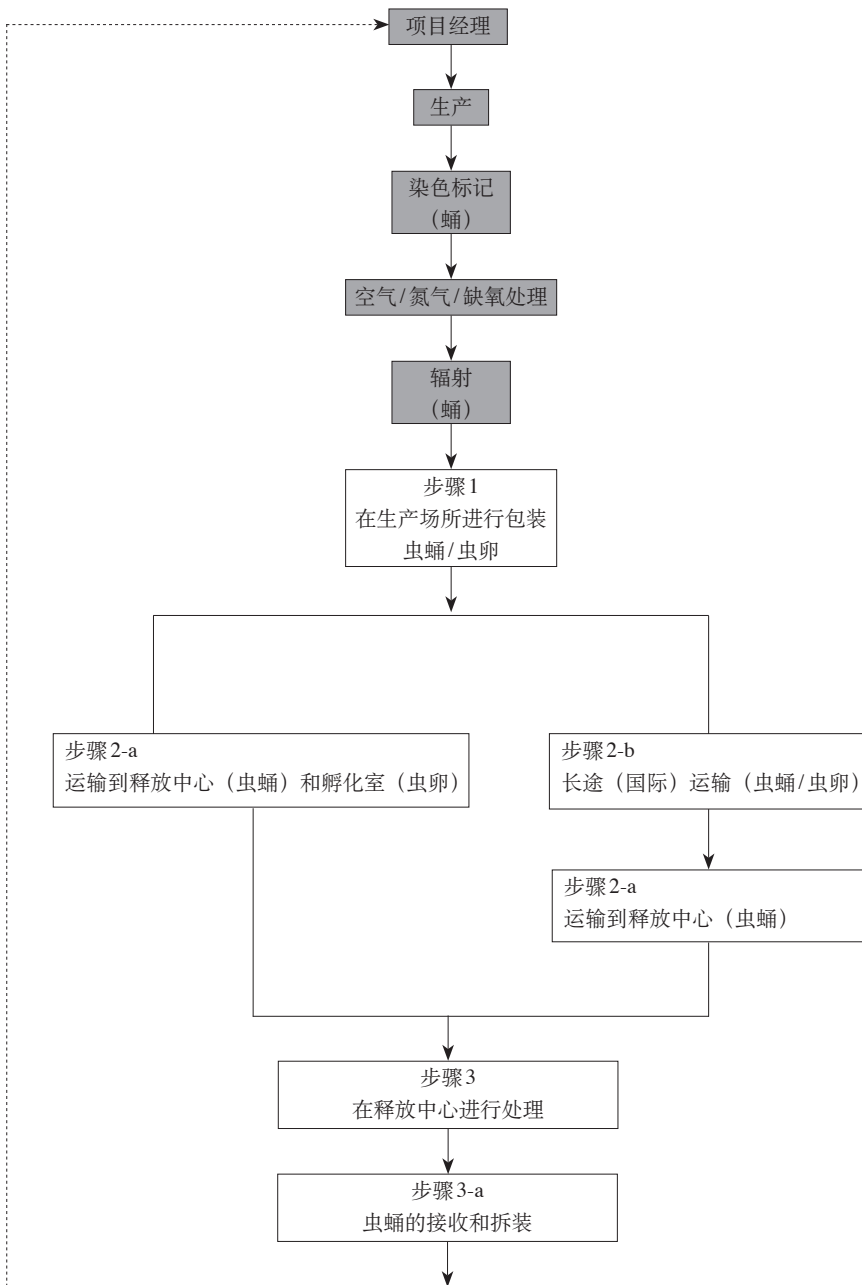 项目经理
生产
染色标记
（蛹）
空气/氮气/缺氧处理
辐射
（蛹）
步骤1
在生产场所进行包装
虫蛹/虫卵
步骤2-a
运输到释放中心（虫蛹）和孵化室（虫卵）
步骤2-b
长途（国际）运输（虫蛹/虫卵）
步骤2-a
运输到释放中心（虫蛹）
步骤3
在释放中心进行处理
步骤3-a
虫蛹的接收和拆装